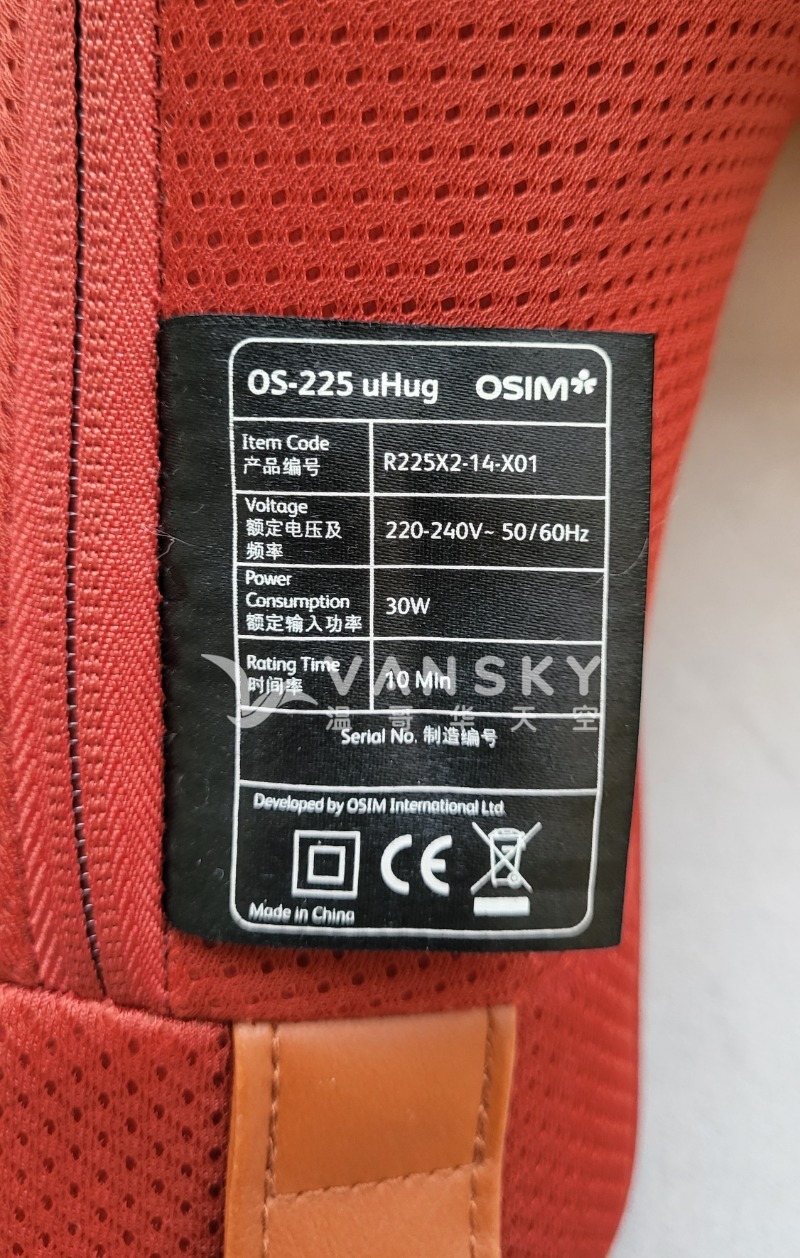 OS-225 uHug OSIM
Item Code
产品编号
R225X2-14-X01
Voltage
额定电压及
频率
220-240V~ 50/60Hz
Power
Consumption
额定输入功率
30W
Rating Time
时间率
10 Min
VANSKY
温哥华天空
Serial No. 制造编号
Developed by OSIM International Ltd
CE
Made in China